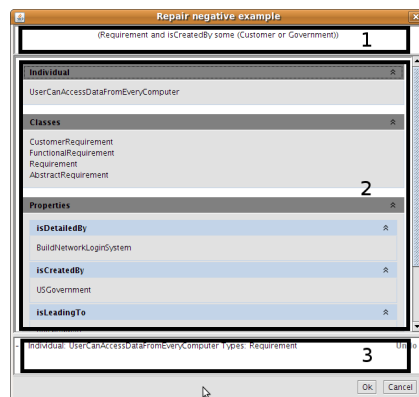 Repair negative example
(Requirement and isCreatedBy some (Customer or Government))
1
Individual
UserCanAccessDataFromEveryComputer
Classes
CustomerRequirement
FunctionalRequirement
Requirement
AbstractRequirement
2
Properties
isDetailedBy
BuildNetworkLoginSystem
isCreatedBy
USGovernment
isLeadingTo
- Individual: UserCanAccessDataFromEveryComputer Types: Requirement
3
Ok Cancel